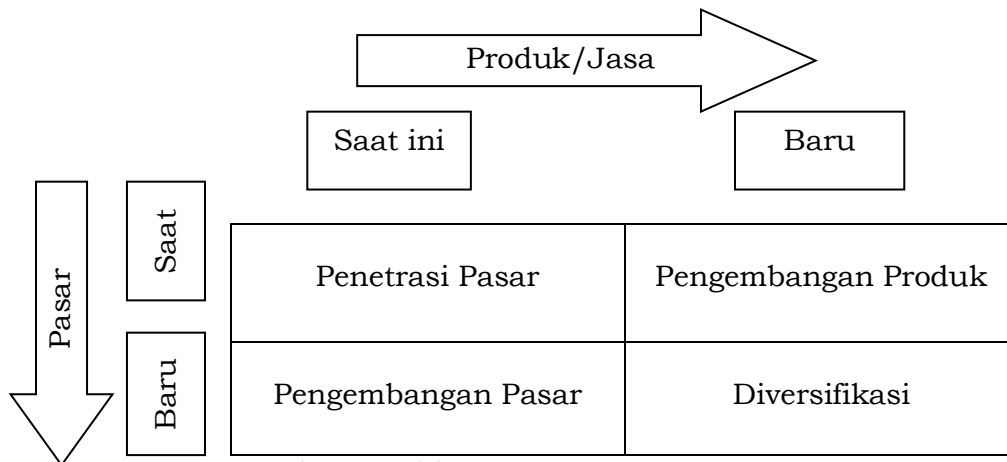 Produk/Jasa
Saat ini
Baru
Pasar
Saat
Penetrasi Pasar
Pengembangan Produk
Baru
Pengembangan Pasar
Diversifikasi